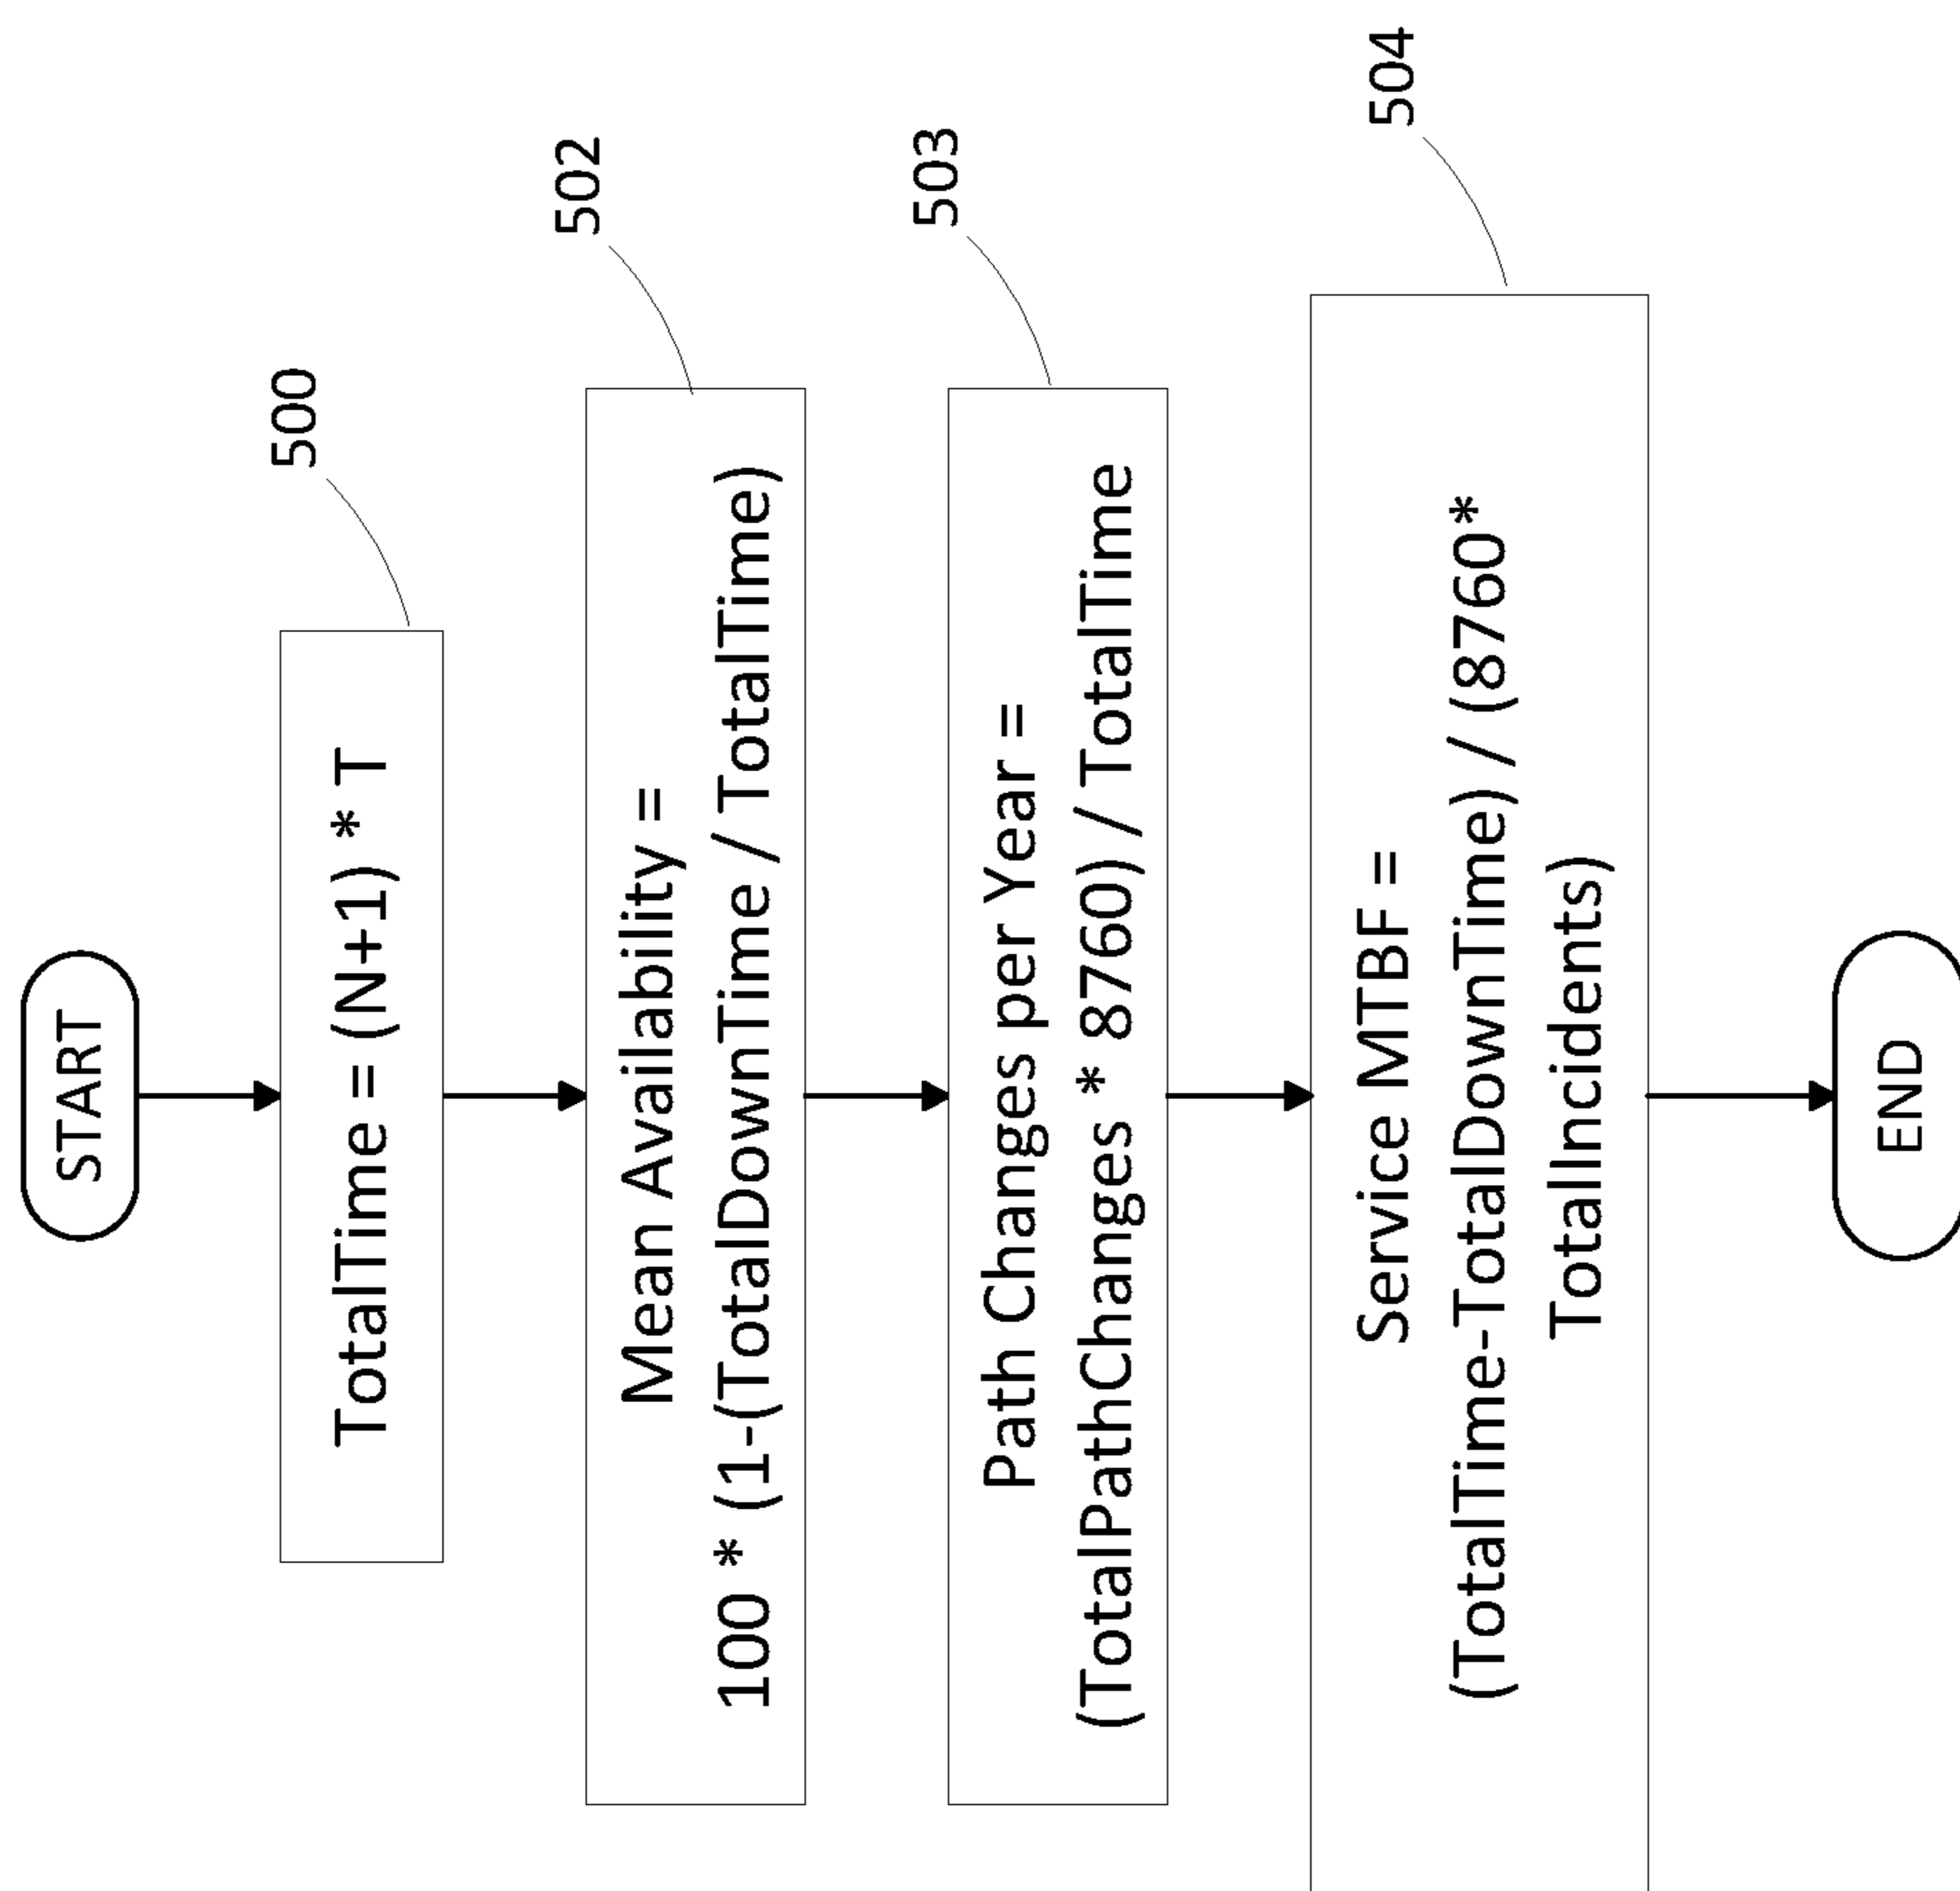 START
500
TotalTime = (N+1) * T
502
Mean Availability =
100 * (1-(TotalDownTime / TotalTime)
503
Path Changes per Year =
(TotalPathChanges * 8760) / TotalTime
504
Service MTBF =
(TotalTime-TotalDownTime) / (8760*
TotalIncidents)
END